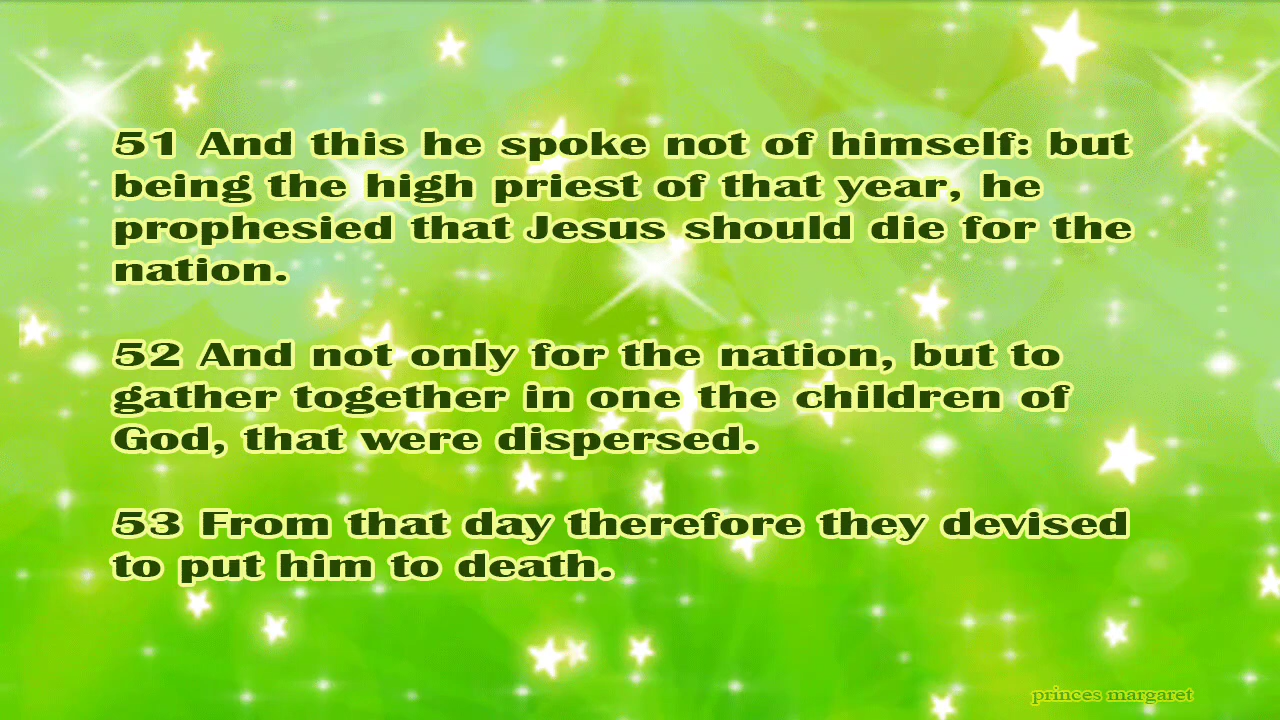 51 And this he spoke not of himself: but
being the high priest of that year, he
prophesied that Jesus should die for the
nation.
52 And not only for the nation, but to
gather together in one the children of
God, that were dispersed.
53 From that day therefore they devised
to put him to death.
princes margaret